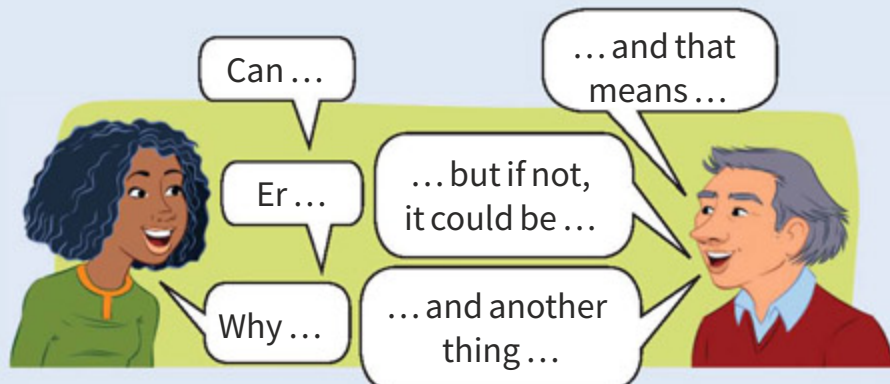 Can …
… and that
means …
Er …
… but if not,
it could be …
Why …
… and another
thing …